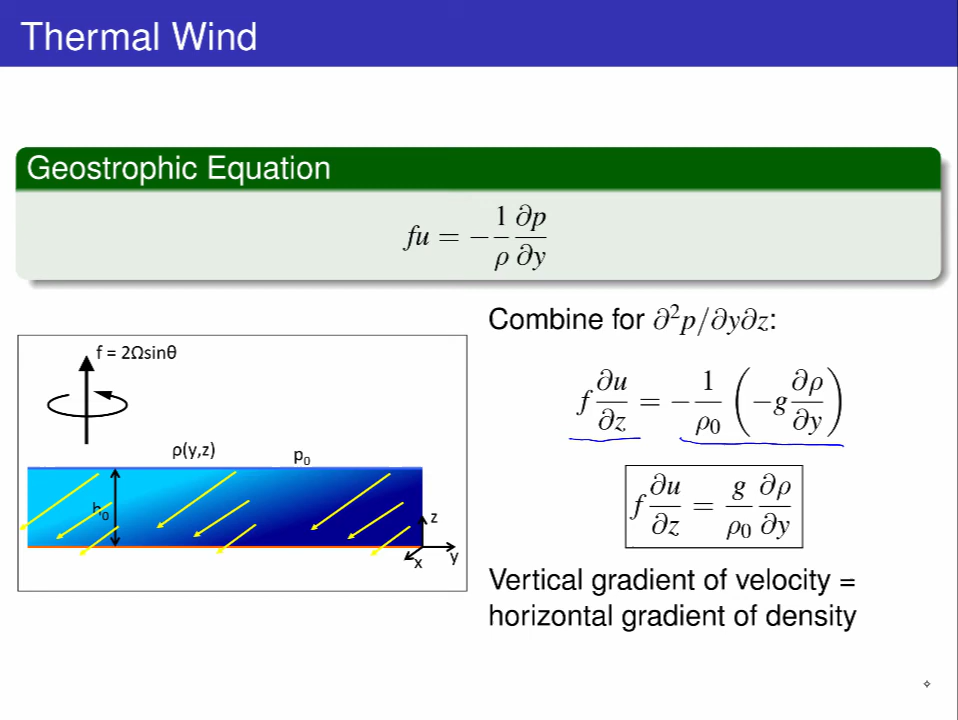 Thermal Wind
Geostrophic Equation
fu = −1/ρ ∂p/∂y
Combine for ∂²p/∂y∂z:
f ∂u/∂z = −1/ρ₀ (−g ∂ρ/∂y)
f ∂u/∂z = g/ρ₀ ∂ρ/∂y
Vertical gradient of velocity =
horizontal gradient of density
f = 2Ωsinθ
ρ(y,z)
p₀
h₀
z
y
x